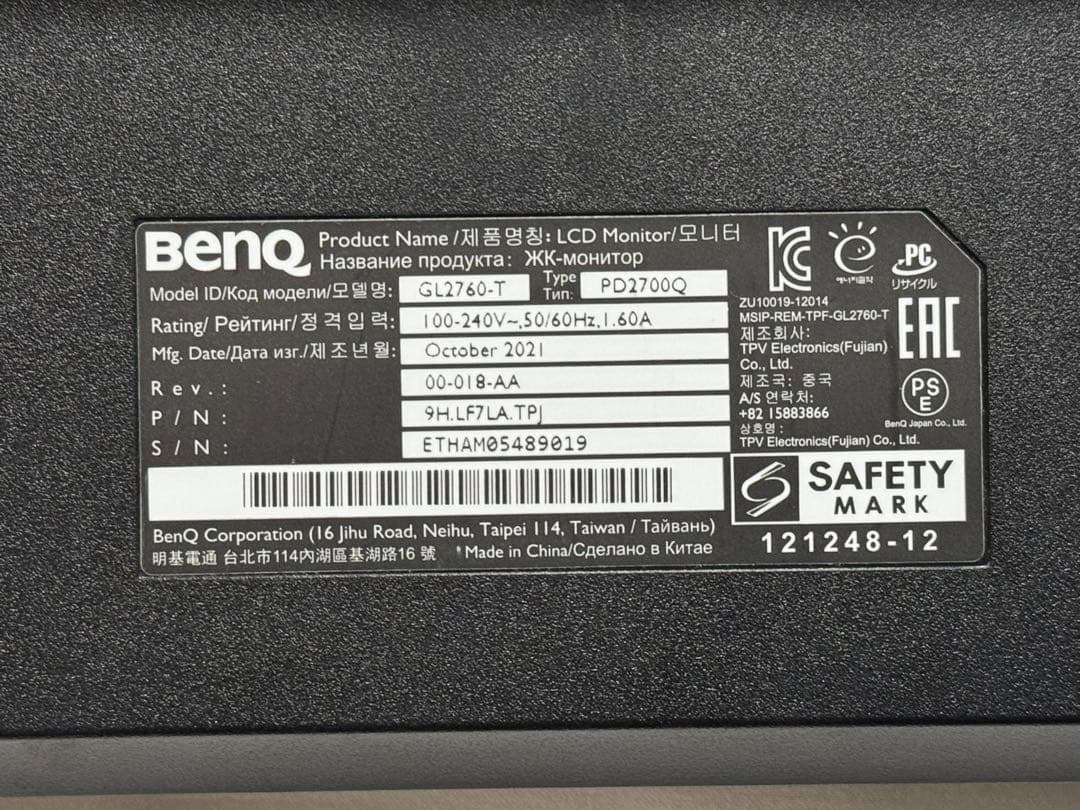 BenQ
Product Name /제품명칭: LCD Monitor/모니터
Название продукта: ЖК-монитор
Model ID/Код модели/모델명: GL2760-T Type Тип: PD2700Q
Rating/ Рейтинг/정격입력: 100-240V~,50/60Hz,1.60A
Mfg. Date/Дата изг./제조년월: October 2021
Rev.: 00-018-AA
P/N: 9H.LF7LA.TPJ
S/N: ETHAM05489019
BenQ Corporation (16 Jihu Road, Neihu, Taipei 114, Taiwan / Тайвань)
明基電通 台北市114內湖區基湖路16 號 *Made in China/Сделано в Китае
에너지절약
PC
リサイクル
ZU10019-12014
MSIP-REM-TPF-GL2760-T
제조회사:
TPV Electronics(Fujian)
Co., Ltd.
제조국: 중국
A/S 연락처:
+82 15883866
상호명:
TPV Electronics(Fujian) Co., Ltd.
EAC
PS
E
BenQ Japan Co., Ltd.
SAFETY
MARK
121248-12